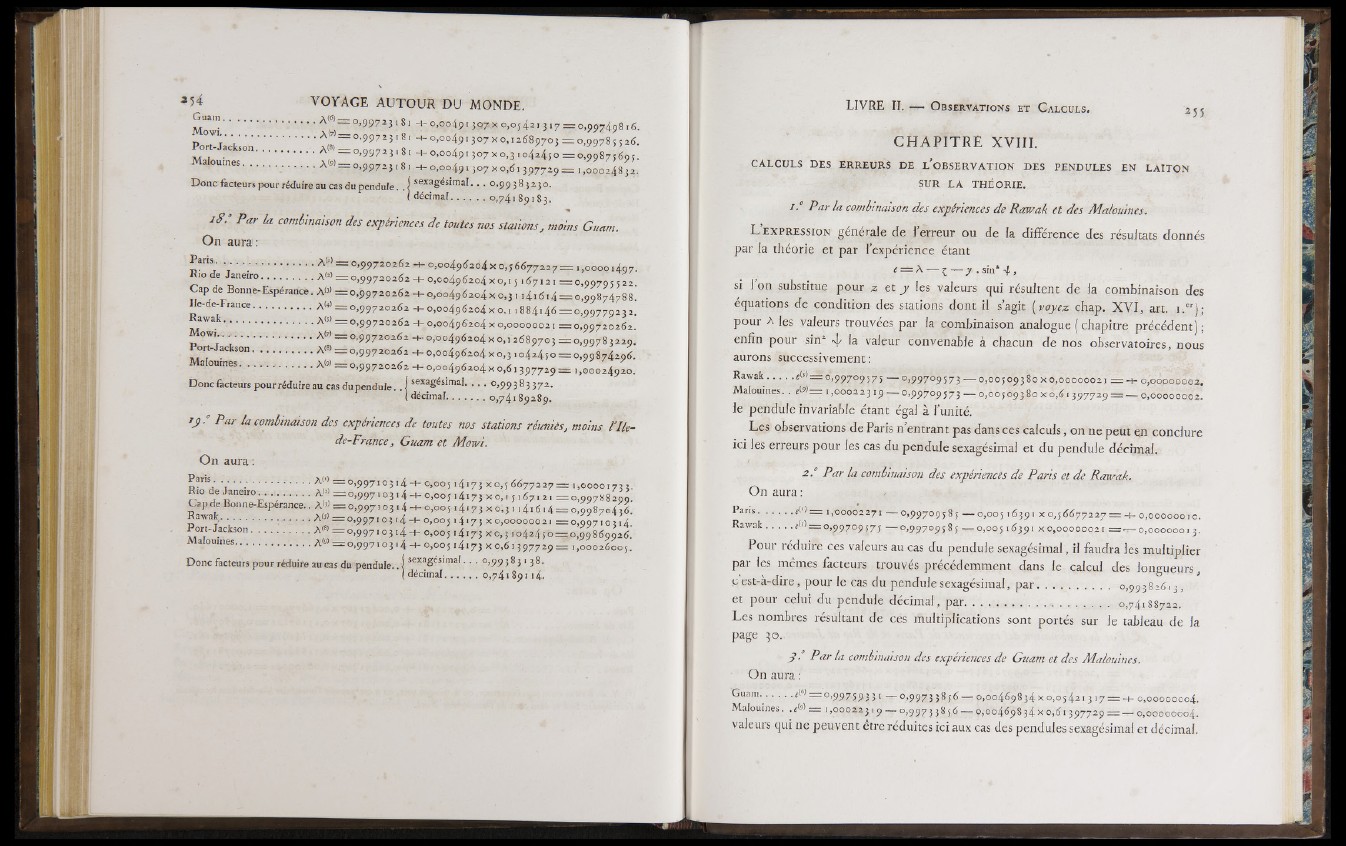 254 VOYAGE AUTOUR DU MONDE.
Guam.. . . . . . . . . . . . . λ⁽⁶⁾ = 0,99723181 + 0,00491307 × 0,05421317 = 0,99749816.
Mowi.. . . . . . . . . . . . . λ⁽⁷⁾ = 0,99723181 + 0,00491307 × 0,12689703 = 0,99785526.
Port-Jackson. . . . . . . . . . λ⁽⁸⁾ = 0,99723181 + 0,00491307 × 0,31042450 = 0,99875695.
Malouines. . . . . . . . . . . λ⁽⁹⁾ = 0,99723181 + 0,00491307 × 0,61397729 = 1,00024832.
Donc facteurs pour réduire au cas du pendule. . { sexagésimal. . . 0,99383230.
{ décimal. . . . . . 0,74189183.
18.ᵉ Par la combinaison des expériences de toutes nos stations, moins Guam.
On aura :
Paris. . . . . . . . . . . . . . λ⁽¹⁾ = 0,99720262 + 0,00496204 × 0,56677227 = 1,00001497.
Rio de Janeiro. . . . . . . . . λ⁽²⁾ = 0,99720262 + 0,00496204 × 0,15167121 = 0,99795522.
Cap de Bonne-Espérance. λ⁽³⁾ = 0,99720262 + 0,00496204 × 0,31141614 = 0,99874788.
Ile-de-France. . . . . . . . . . λ⁽⁴⁾ = 0,99720262 + 0,00496204 × 0,11884146 = 0,99779232.
Rawak. . . . . . . . . . . . . . λ⁽⁵⁾ = 0,99720262 + 0,00496204 × 0,00000021 = 0,99720262.
Mowi. . . . . . . . . . . . . . λ⁽⁷⁾ = 0,99720262 + 0,00496204 × 0,12689703 = 0,99783229.
Port-Jackson. . . . . . . . . . λ⁽⁸⁾ = 0,99720262 + 0,00496204 × 0,31042450 = 0,99874296.
Malouines. . . . . . . . . . . . λ⁽⁹⁾ = 0,99720262 + 0,00496204 × 0,61397729 = 1,00024920.
Donc facteurs pour réduire au cas du pendule. . { sexagésimal. . . . 0,99383372.
{ décimal. . . . . . . 0,74189289.
19.ᵉ Par la combinaison des expériences de toutes nos stations réunies, moins l'Ile-
de-France, Guam et Mowi.
On aura :
Paris. . . . . . . . . . . . . . λ⁽¹⁾ = 0,99710314 + 0,00514173 × 0,56677227 = 1,00001733.
Rio de Janeiro. . . . . . . . . λ⁽²⁾ = 0,99710314 + 0,00514173 × 0,15167121 = 0,99788299.
Cap de Bonne-Espérance. . λ⁽³⁾ = 0,99710314 + 0,00514173 × 0,31141614 = 0,99870436.
Rawak. . . . . . . . . . . . . . λ⁽⁵⁾ = 0,99710314 + 0,00514173 × 0,00000021 = 0,99710314.
Port-Jackson. . . . . . . . . . λ⁽⁸⁾ = 0,99710314 + 0,00514173 × 0,31042450 = 0,99869926.
Malouines. . . . . . . . . . . . λ⁽⁹⁾ = 0,99710314 + 0,00514173 × 0,61397729 = 1,00026005.
Donc facteurs pour réduire au cas du pendule. . { sexagésimal. . . 0,99383138.
{ décimal. . . . . . 0,74189114.
LIVRE II. — Observations et Calculs. 255
CHAPITRE XVIII.
CALCULS DES ERREURS DE L'OBSERVATION DES PENDULES EN LAITON
SUR LA THÉORIE.
1.ᵉ Par la combinaison des expériences de Rawak et des Malouines.
L'expression générale de l'erreur ou de la différence des résultats donnés
par la théorie et par l'expérience étant
e = λ — z — y . sin² ψ ,
si l'on substitue pour z et y les valeurs qui résultent de la combinaison des
équations de condition des stations dont il s'agit (voyez chap. XVI, art. 1.ᵉʳ);
pour λ les valeurs trouvées par la combinaison analogue (chapitre précédent) ;
enfin pour sin² ψ la valeur convenable à chacun de nos observatoires, nous
aurons successivement :
Rawak. . . . . e⁽⁵⁾ = 0,99709575 — 0,99709573 — 0,00509380 × 0,00000021 = + 0,00000002,
Malouines. . e⁽⁹⁾ = 1,00022319 — 0,99709573 — 0,00509380 × 0,61397729 = — 0,00000002.
le pendule invariable étant égal à l'unité.
Les observations de Paris n'entrant pas dans ces calculs, on ne peut en conclure
ici les erreurs pour les cas du pendule sexagésimal et du pendule décimal.
2.ᵉ Par la combinaison des expériences de Paris et de Rawak.
On aura :
Paris. . . . . . e⁽¹⁾ = 1,00002271 — 0,99709585 — 0,00516391 × 0,56677227 = + 0,00000010.
Rawak. . . . . e⁽⁵⁾ = 0,99709575 — 0,99709585 — 0,00516391 × 0,00000021 = — 0,00000013.
Pour réduire ces valeurs au cas du pendule sexagésimal, il faudra les multiplier
par les mêmes facteurs trouvés précédemment dans le calcul des longueurs,
c'est-à-dire, pour le cas du pendule sexagésimal, par. . . . . . . . . . 0,99382613,
et pour celui du pendule décimal, par. . . . . . . . . . . . . . . . . 0,74188722.
Les nombres résultant de ces multiplications sont portés sur le tableau de la
page 30.
3.ᵉ Par la combinaison des expériences de Guam et des Malouines.
On aura :
Guam. . . . . . e⁽⁶⁾ = 0,99759331 — 0,99733856 — 0,00469834 × 0,05421317 = + 0,00000004.
Malouines. . e⁽⁹⁾ = 1,00022319 — 0,99733856 — 0,00469834 × 0,61397729 = — 0,00000004.
valeurs qui ne peuvent être réduites ici aux cas des pendules sexagésimal et décimal.